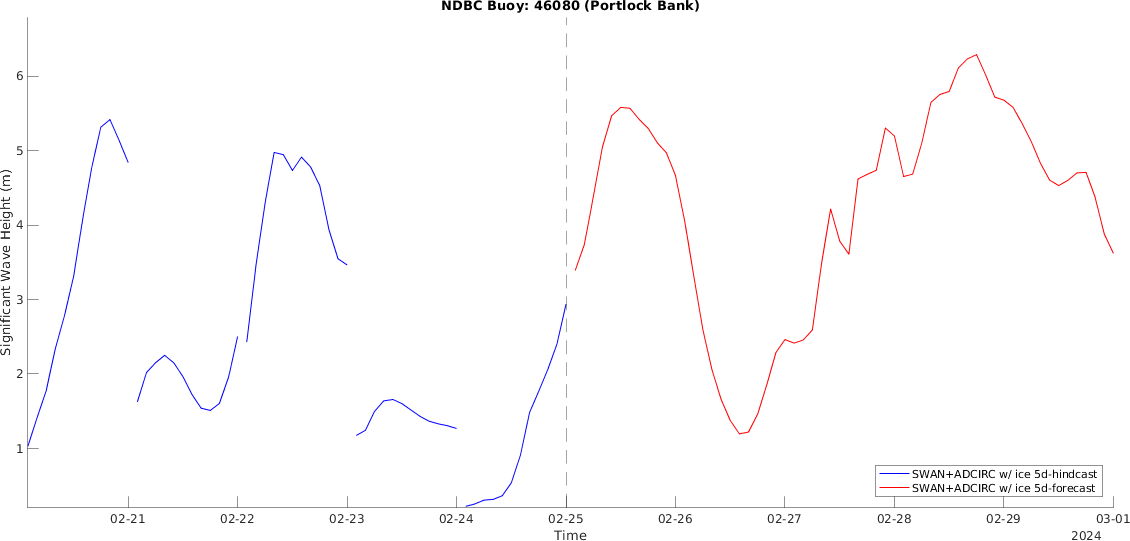 NDBC Buoy: 46080 (Portlock Bank)
Significant Wave Height (m)
6
5
4
3
2
1
SWAN+ADCIRC w/ ice 5d-hindcast
SWAN+ADCIRC w/ ice 5d-forecast
02-21 02-22 02-23 02-24 02-25 02-26 02-27 02-28 02-29 03-01
Time
2024